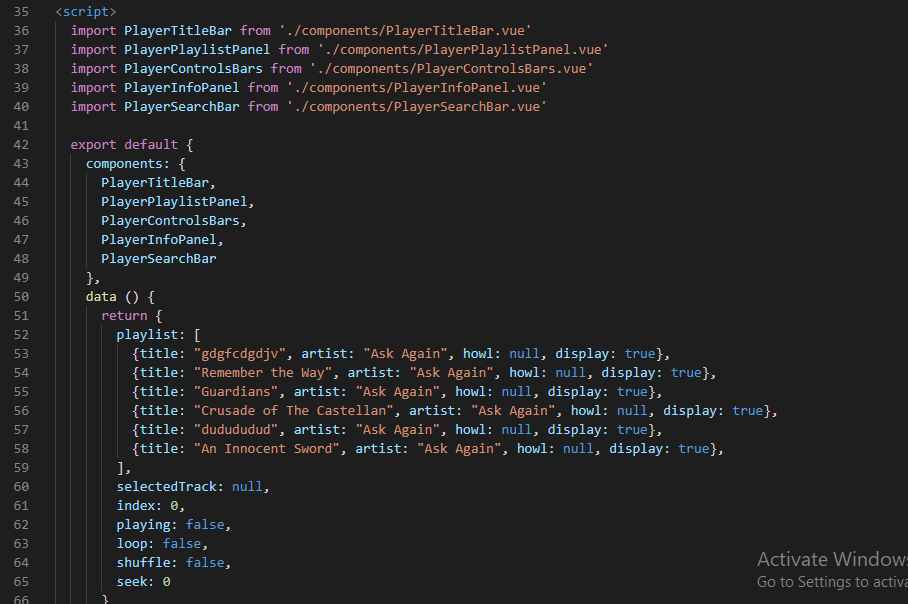 35 <script>
36 import PlayerTitleBar from './components/PlayerTitleBar.vue'
37 import PlayerPlaylistPanel from './components/PlayerPlaylistPanel.vue'
38 import PlayerControlsBars from './components/PlayerControlsBars.vue'
39 import PlayerInfoPanel from './components/PlayerInfoPanel.vue'
40 import PlayerSearchBar from './components/PlayerSearchBar.vue'
41
42 export default {
43 components: {
44 PlayerTitleBar,
45 PlayerPlaylistPanel,
46 PlayerControlsBars,
47 PlayerInfoPanel,
48 PlayerSearchBar
49 },
50 data () {
51 return {
52 playlist: [
53 {title: "gdgfcdgdjv", artist: "Ask Again", howl: null, display: true},
54 {title: "Remember the Way", artist: "Ask Again", howl: null, display: true},
55 {title: "Guardians", artist: "Ask Again", howl: null, display: true},
56 {title: "Crusade of The Castellan", artist: "Ask Again", howl: null, display: true},
57 {title: "dudududud", artist: "Ask Again", howl: null, display: true},
58 {title: "An Innocent Sword", artist: "Ask Again", howl: null, display: true},
59 ],
60 selectedTrack: null,
61 index: 0,
62 playing: false,
63 loop: false,
64 shuffle: false,
65 seek: 0
66 }
Activate Windows
Go to Settings to activa